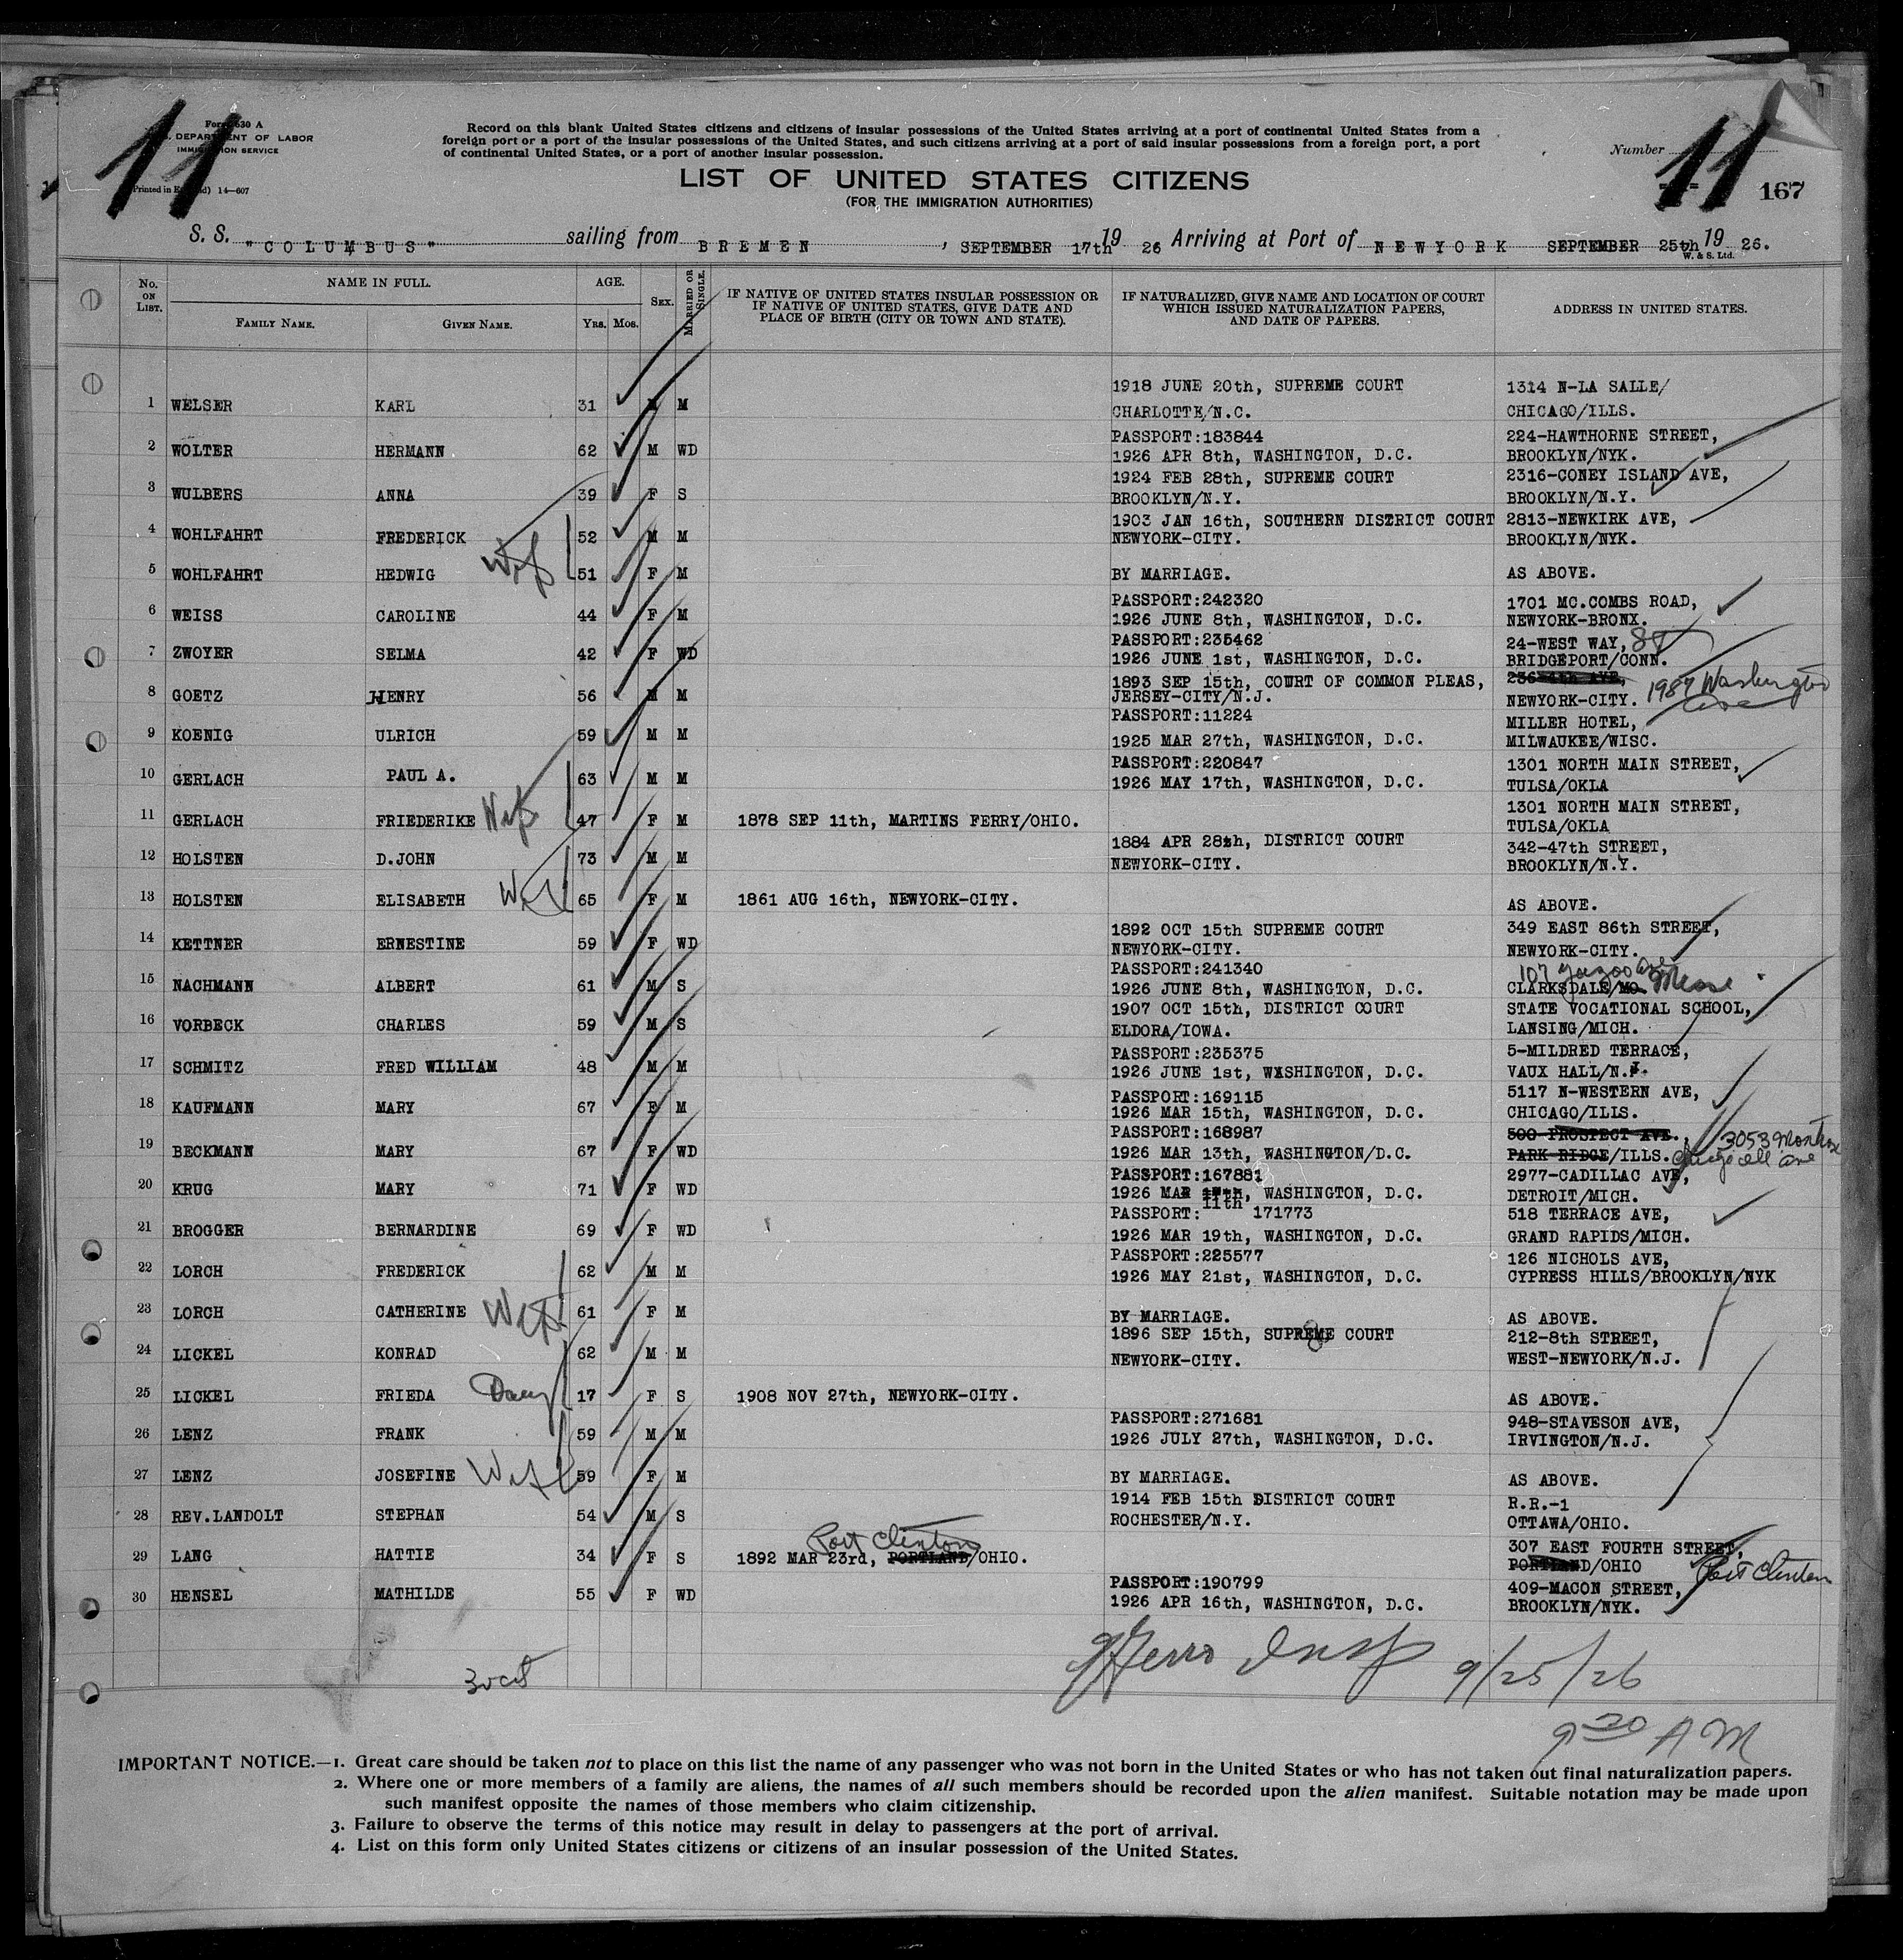 11
Form 630 A
DEPARTMENT OF LABOR
IMMIGRATION SERVICE
(Printed in England) 14—607
Record on this blank United States citizens and citizens of insular possessions of the United States arriving at a port of continental United States from a
foreign port or a port of the insular possessions of the United States, and such citizens arriving at a port of said insular possessions from a foreign port, a port
of continental United States, or a port of another insular possession.
LIST OF UNITED STATES CITIZENS
(FOR THE IMMIGRATION AUTHORITIES)
Number 11 167
S. S. "COLUMBUS" sailing from BREMEN, SEPTEMBER 17th 19 26 Arriving at Port of NEWYORK SEPTEMBER 25th 19 26.
W. & S. Ltd.
No. ON LIST. NAME IN FULL. AGE. SEX. MARRIED OR SINGLE. IF NATIVE OF UNITED STATES INSULAR POSSESSION OR IF NATIVE OF UNITED STATES, GIVE DATE AND PLACE OF BIRTH (CITY OR TOWN AND STATE). IF NATURALIZED, GIVE NAME AND LOCATION OF COURT WHICH ISSUED NATURALIZATION PAPERS, AND DATE OF PAPERS. ADDRESS IN UNITED STATES.
FAMILY NAME. GIVEN NAME. YRS. MOS.
1918 JUNE 20th, SUPREME COURT 1314 N-LA SALLE/
1 WELSER KARL 31 M M CHARLOTTE/N.C. CHICAGO/ILLS.
PASSPORT:183844 224-HAWTHORNE STREET,
2 WOLTER HERMANN 62 M WD 1926 APR 8th, WASHINGTON, D.C. BROOKLYN/NYK.
1924 FEB 28th, SUPREME COURT 2316-CONEY ISLAND AVE,
3 WULBERS ANNA 39 F S BROOKLYN/N.Y. BROOKLYN/N.Y.
1903 JAN 16th, SOUTHERN DISTRICT COURT 2813-NEWKIRK AVE,
4 WOHLFAHRT FREDERICK 52 M M NEWYORK-CITY. BROOKLYN/NYK.
5 WOHLFAHRT HEDWIG Wife 51 F M BY MARRIAGE. AS ABOVE.
PASSPORT:242320 1701 MC.COMBS ROAD,
6 WEISS CAROLINE 44 F M 1926 JUNE 8th, WASHINGTON, D.C. NEWYORK-BRONX.
PASSPORT:235462 24-WEST WAY, St
7 ZWOYER SELMA 42 F WD 1926 JUNE 1st, WASHINGTON, D.C. BRIDGEPORT/CONN.
1893 SEP 15th, COURT OF COMMON PLEAS, 236 4th AVE,
8 GOETZ HENRY 56 M M JERSEY-CITY/N.J. NEWYORK-CITY. 1987 Washington Ave
PASSPORT:11224 MILLER HOTEL,
9 KOENIG ULRICH 59 M M 1925 MAR 27th, WASHINGTON, D.C. MILWAUKEE/WISC.
PASSPORT:220847 1301 NORTH MAIN STREET,
10 GERLACH PAUL A. 63 M M 1926 MAY 17th, WASHINGTON, D.C. TULSA/OKLA
1301 NORTH MAIN STREET,
11 GERLACH FRIEDERIKE Wife 47 F M 1878 SEP 11th, MARTINS FERRY/OHIO. TULSA/OKLA
1884 APR 28th, DISTRICT COURT 342-47th STREET,
12 HOLSTEN D.JOHN 73 M M NEWYORK-CITY. BROOKLYN/N.Y.
13 HOLSTEN ELISABETH Wife 65 F M 1861 AUG 16th, NEWYORK-CITY. AS ABOVE.
1892 OCT 15th SUPREME COURT 349 EAST 86th STREET,
14 KETTNER ERNESTINE 59 F WD NEWYORK-CITY. NEWYORK-CITY.
PASSPORT:241340 107 Yazoo Ave
15 NACHMANN ALBERT 61 M S 1926 JUNE 8th, WASHINGTON, D.C. CLARKSDALE/MO. Miss
1907 OCT 15th, DISTRICT COURT STATE VOCATIONAL SCHOOL,
16 VORBECK CHARLES 59 M S ELDORA/IOWA. LANSING/MICH.
PASSPORT:235375 5-MILDRED TERRACE,
17 SCHMITZ FRED WILLIAM 48 M M 1926 JUNE 1st, WASHINGTON, D.C. VAUX HALL/N.J.
PASSPORT:169115 5117 N-WESTERN AVE,
18 KAUFMANN MARY 67 F M 1926 MAR 15th, WASHINGTON, D.C. CHICAGO/ILLS.
PASSPORT:168987 500 PROSPECT AVE., 3053 Montrose
19 BECKMANN MARY 67 F WD 1926 MAR 13th, WASHINGTON/D.C. PARK RIDGE/ILLS. Chicago Ill Ave
PASSPORT:167881 2977-CADILLAC AVE,
20 KRUG MARY 71 F WD 1926 MAR 11th, WASHINGTON, D.C. DETROIT/MICH.
PASSPORT: 171773 518 TERRACE AVE,
21 BROGGER BERNARDINE 69 F WD 1926 MAR 19th, WASHINGTON, D.C. GRAND RAPIDS/MICH.
PASSPORT:225577 126 NICHOLS AVE,
22 LORCH FREDERICK 62 M M 1926 MAY 21st, WASHINGTON, D.C. CYPRESS HILLS/BROOKLYN/NYK
23 LORCH CATHERINE Wife 61 F M BY MARRIAGE. AS ABOVE.
1896 SEP 15th, SUPREME COURT 212-8th STREET,
24 LICKEL KONRAD 62 M M NEWYORK-CITY. WEST-NEWYORK/N.J.
25 LICKEL FRIEDA Daug 17 F S 1908 NOV 27th, NEWYORK-CITY. AS ABOVE.
PASSPORT:271681 948-STAVESON AVE,
26 LENZ FRANK 59 M M 1926 JULY 27th, WASHINGTON, D.C. IRVINGTON/N.J.
27 LENZ JOSEFINE Wife 59 F M BY MARRIAGE. AS ABOVE.
1914 FEB 15th DISTRICT COURT R.R.-1
28 REV.LANDOLT STEPHAN 54 M S ROCHESTER/N.Y. OTTAWA/OHIO.
Port Clinton 307 EAST FOURTH STREET,
29 LANG HATTIE 34 F S 1892 MAR 23rd, PORTLAND/OHIO. PORTLAND/OHIO Port Clinton
PASSPORT:190799 409-MACON STREET,
30 HENSEL MATHILDE 55 F WD 1926 APR 16th, WASHINGTON, D.C. BROOKLYN/NYK.
Insp 9/25/26
9 30 AM
IMPORTANT NOTICE.—1. Great care should be taken not to place on this list the name of any passenger who was not born in the United States or who has not taken out final naturalization papers.
2. Where one or more members of a family are aliens, the names of all such members should be recorded upon the alien manifest. Suitable notation may be made upon
such manifest opposite the names of those members who claim citizenship.
3. Failure to observe the terms of this notice may result in delay to passengers at the port of arrival.
4. List on this form only United States citizens or citizens of an insular possession of the United States.